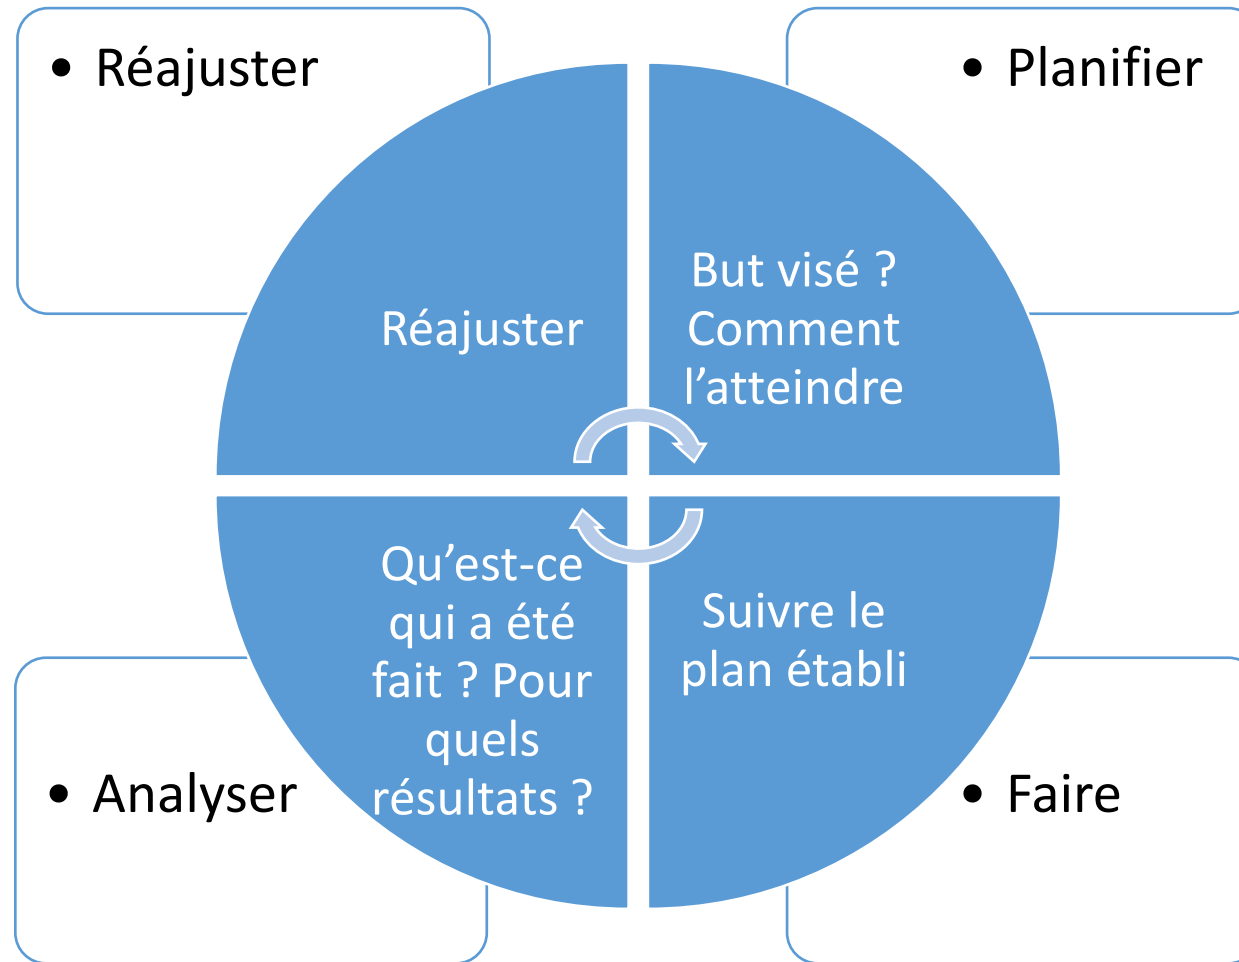 • Réajuster
• Planifier
Réajuster
But visé ?
Comment
l’atteindre
Qu’est-ce
qui a été
fait ? Pour
quels
résultats ?
Suivre le
plan établi
• Analyser
• Faire